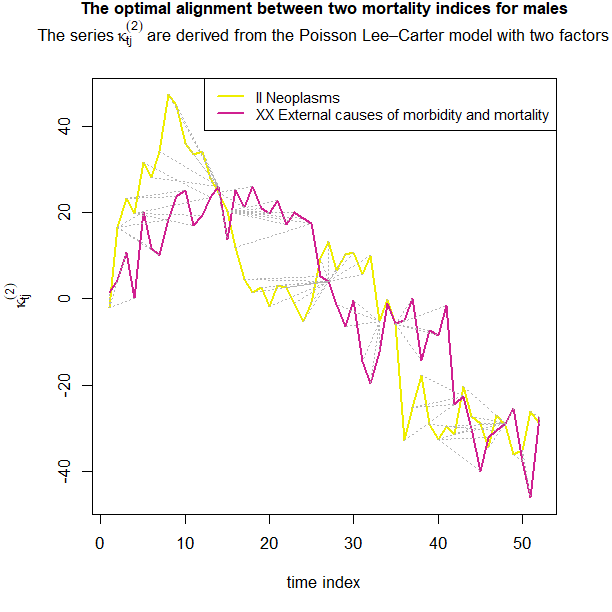 The optimal alignment between two mortality indices for males
The series κ_tj^(2) are derived from the Poisson Lee–Carter model with two factors
II Neoplasms
XX External causes of morbidity and mortality
40
20
0
-20
-40
κ_tj^(2)
0 10 20 30 40 50
time index